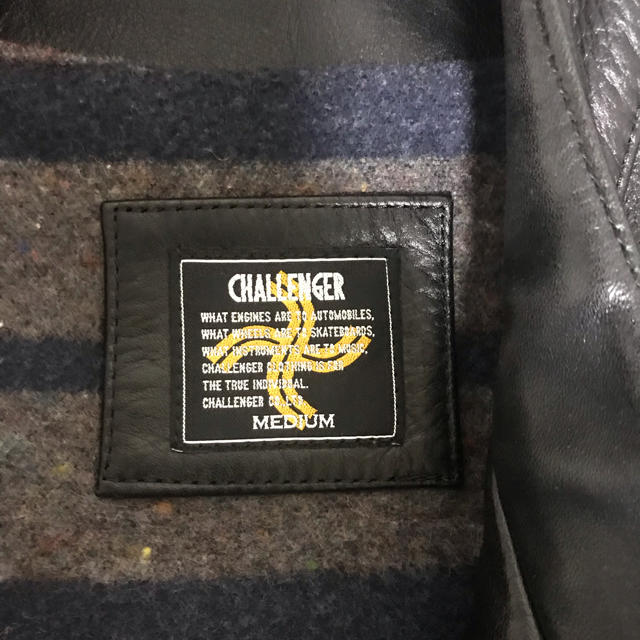 CHALLENGER
WHAT ENGINES ARE TO AUTOMOBILES,
WHAT WHEELS ARE TO SKATEBOARDS,
WHAT INSTRUMENTS ARE TO MUSIC,
CHALLENGER CLOTHING IS FOR
THE TRUE INDIVIDUAL.
CHALLENGER CO.LTD.
MEDIUM